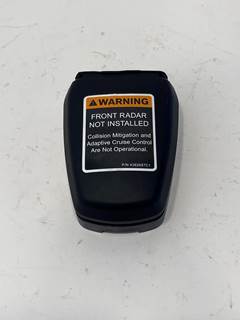 WARNING
FRONT RADAR
NOT INSTALLED
Collision Mitigation and
Adaptive Cruise Control
Are Not Operational.
P/N